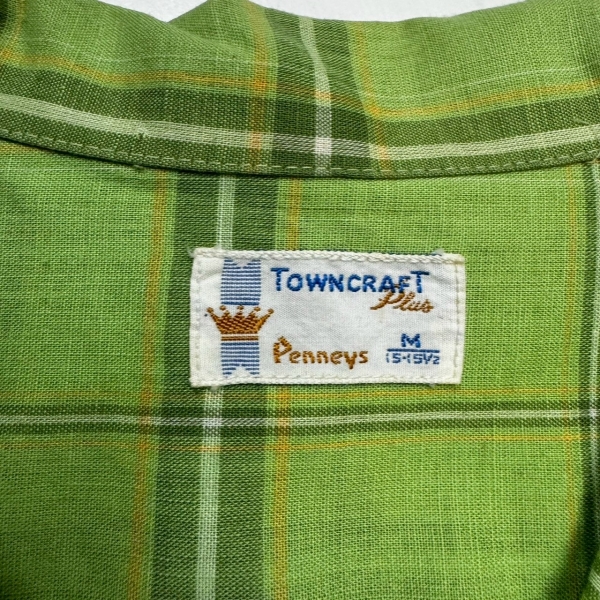 TOWNCRAFT
Plus
Penneys
M
15-15½